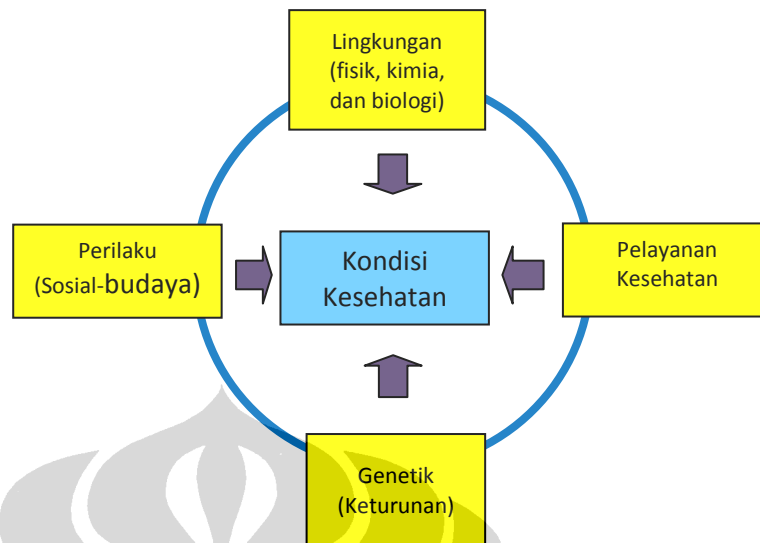 Lingkungan
(fisik, kimia,
dan biologi)
Perilaku
(Sosial-budaya)
Kondisi
Kesehatan
Pelayanan
Kesehatan
Genetik
(Keturunan)